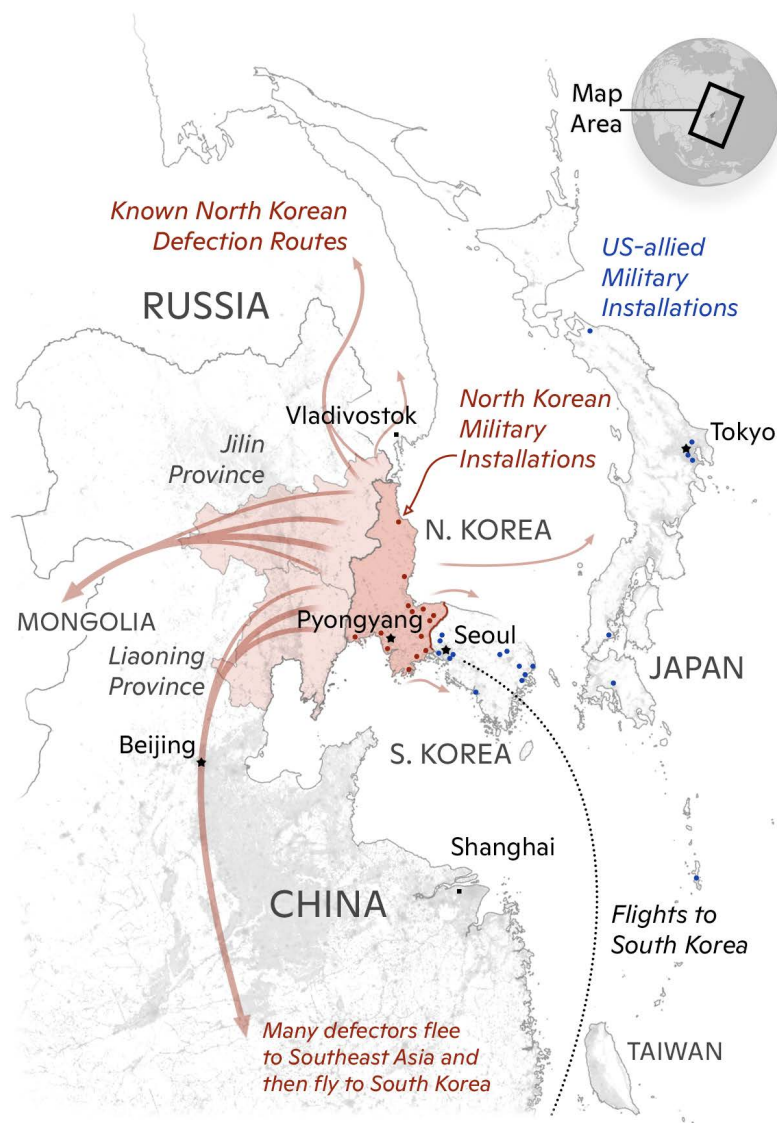 Map
Area
Known North Korean
Defection Routes
US-allied
Military
Installations
RUSSIA
North Korean
Military
Installations
Vladivostok
Tokyo
Jilin
Province
N. KOREA
MONGOLIA
Pyongyang
Seoul
Liaoning
Province
JAPAN
Beijing
S. KOREA
Shanghai
CHINA
Flights to
South Korea
Many defectors flee
to Southeast Asia and
then fly to South Korea
TAIWAN